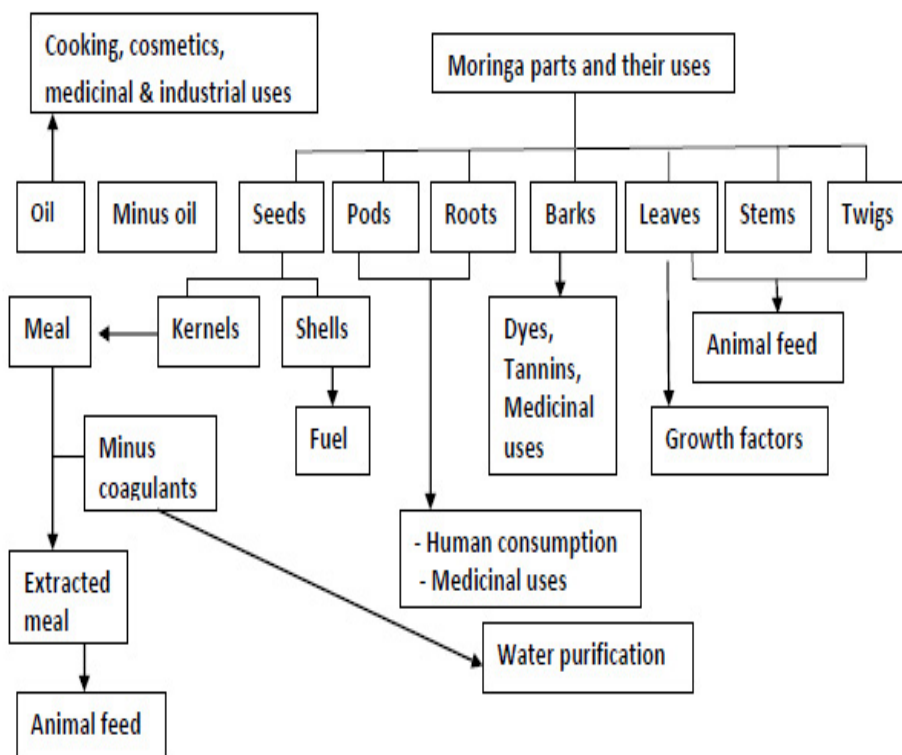 Cooking, cosmetics,
medicinal & industrial uses
Moringa parts and their uses
Oil
Minus oil
Seeds
Pods
Roots
Barks
Leaves
Stems
Twigs
Meal
Kernels
Shells
Dyes,
Tannins,
Medicinal
uses
Animal feed
Fuel
Growth factors
Minus
coagulants
- Human consumption
- Medicinal uses
Extracted
meal
Water purification
Animal feed